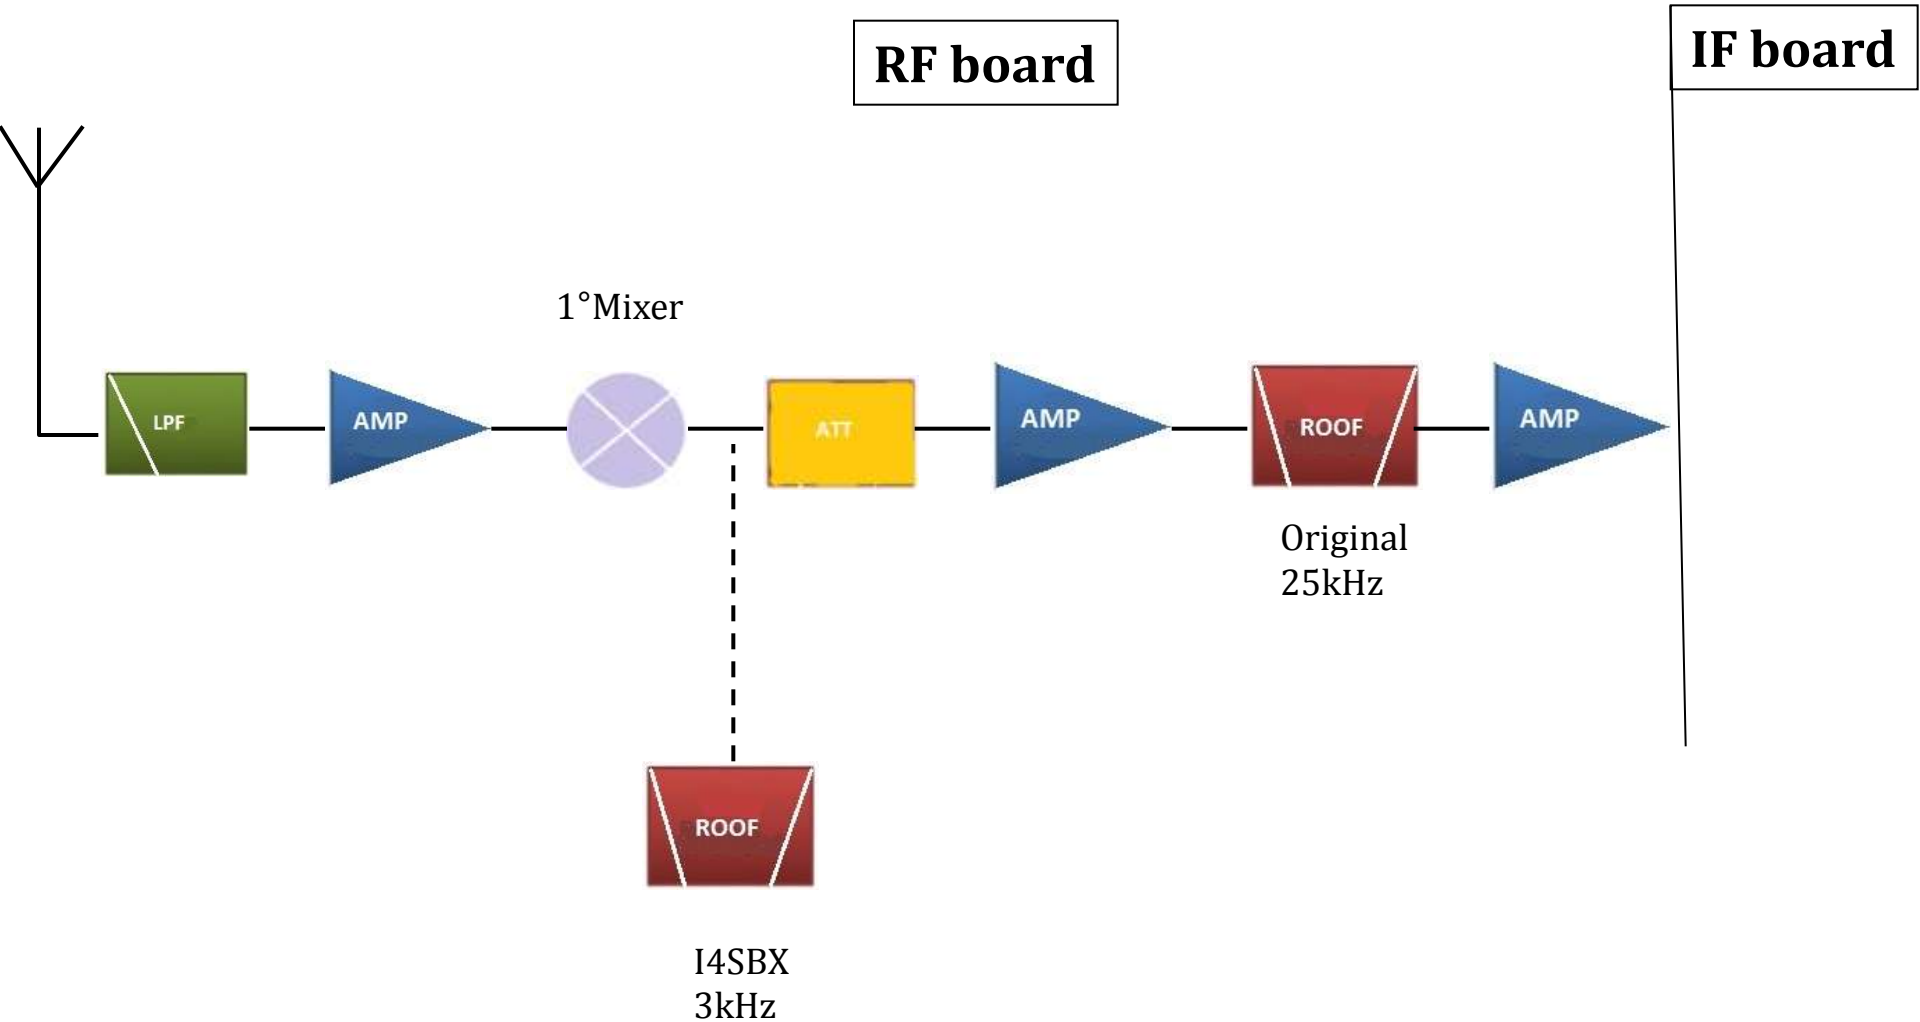 RF board
IF board
1°Mixer
LPF
AMP
ATT
AMP
ROOF
AMP
Original
25kHz
ROOF
I4SBX
3kHz